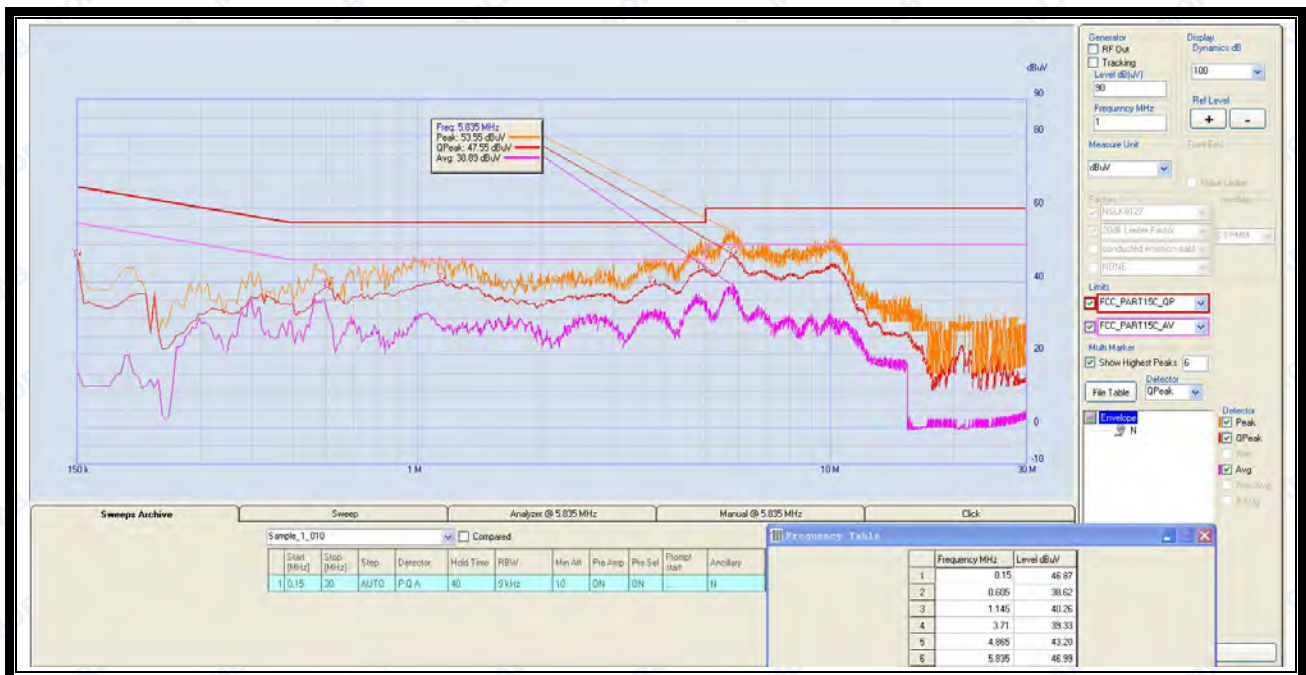 Generator
RF Out
Tracking
Level dB(uV)
90
Frequency MHz
1
Display
Dynamics dB
100
Ref Level
+ -
Measure Unit
dBuV
NSLK8127
20dB Limiter Factor
NONE
Limits
FCC_PART15C_QP
FCC_PART15C_AV
Multi Marker
Show Highest Peaks 6
File Table
Detector
QPeak
Envelope
N
Detector
Peak
QPeak
Avg
dBuV
90
80
60
40
20
0
-10
150 k
1 M
10 M
30 M
Freq: 5.835 MHz
Peak: 53.55 dBuV
QPeak: 47.55 dBuV
Avg: 38.89 dBuV
Sweeps Archive Sweep Analyzer @ 5.835 MHz Manual @ 5.835 MHz Click
Sample_1_010 Compared
Start [MHz] Stop [MHz] Step Detector Hold Time RBW Min Att Pre Amp Pre Sel Prompt start Ancillary
1 0.15 30 AUTO P Q A 40 9 kHz 10 ON ON ... N
Frequency Table
Frequency MHz Level dBuV
1 0.15 46.87
2 0.605 38.62
3 1.145 40.26
4 3.71 39.33
5 4.865 43.20
6 5.835 46.99